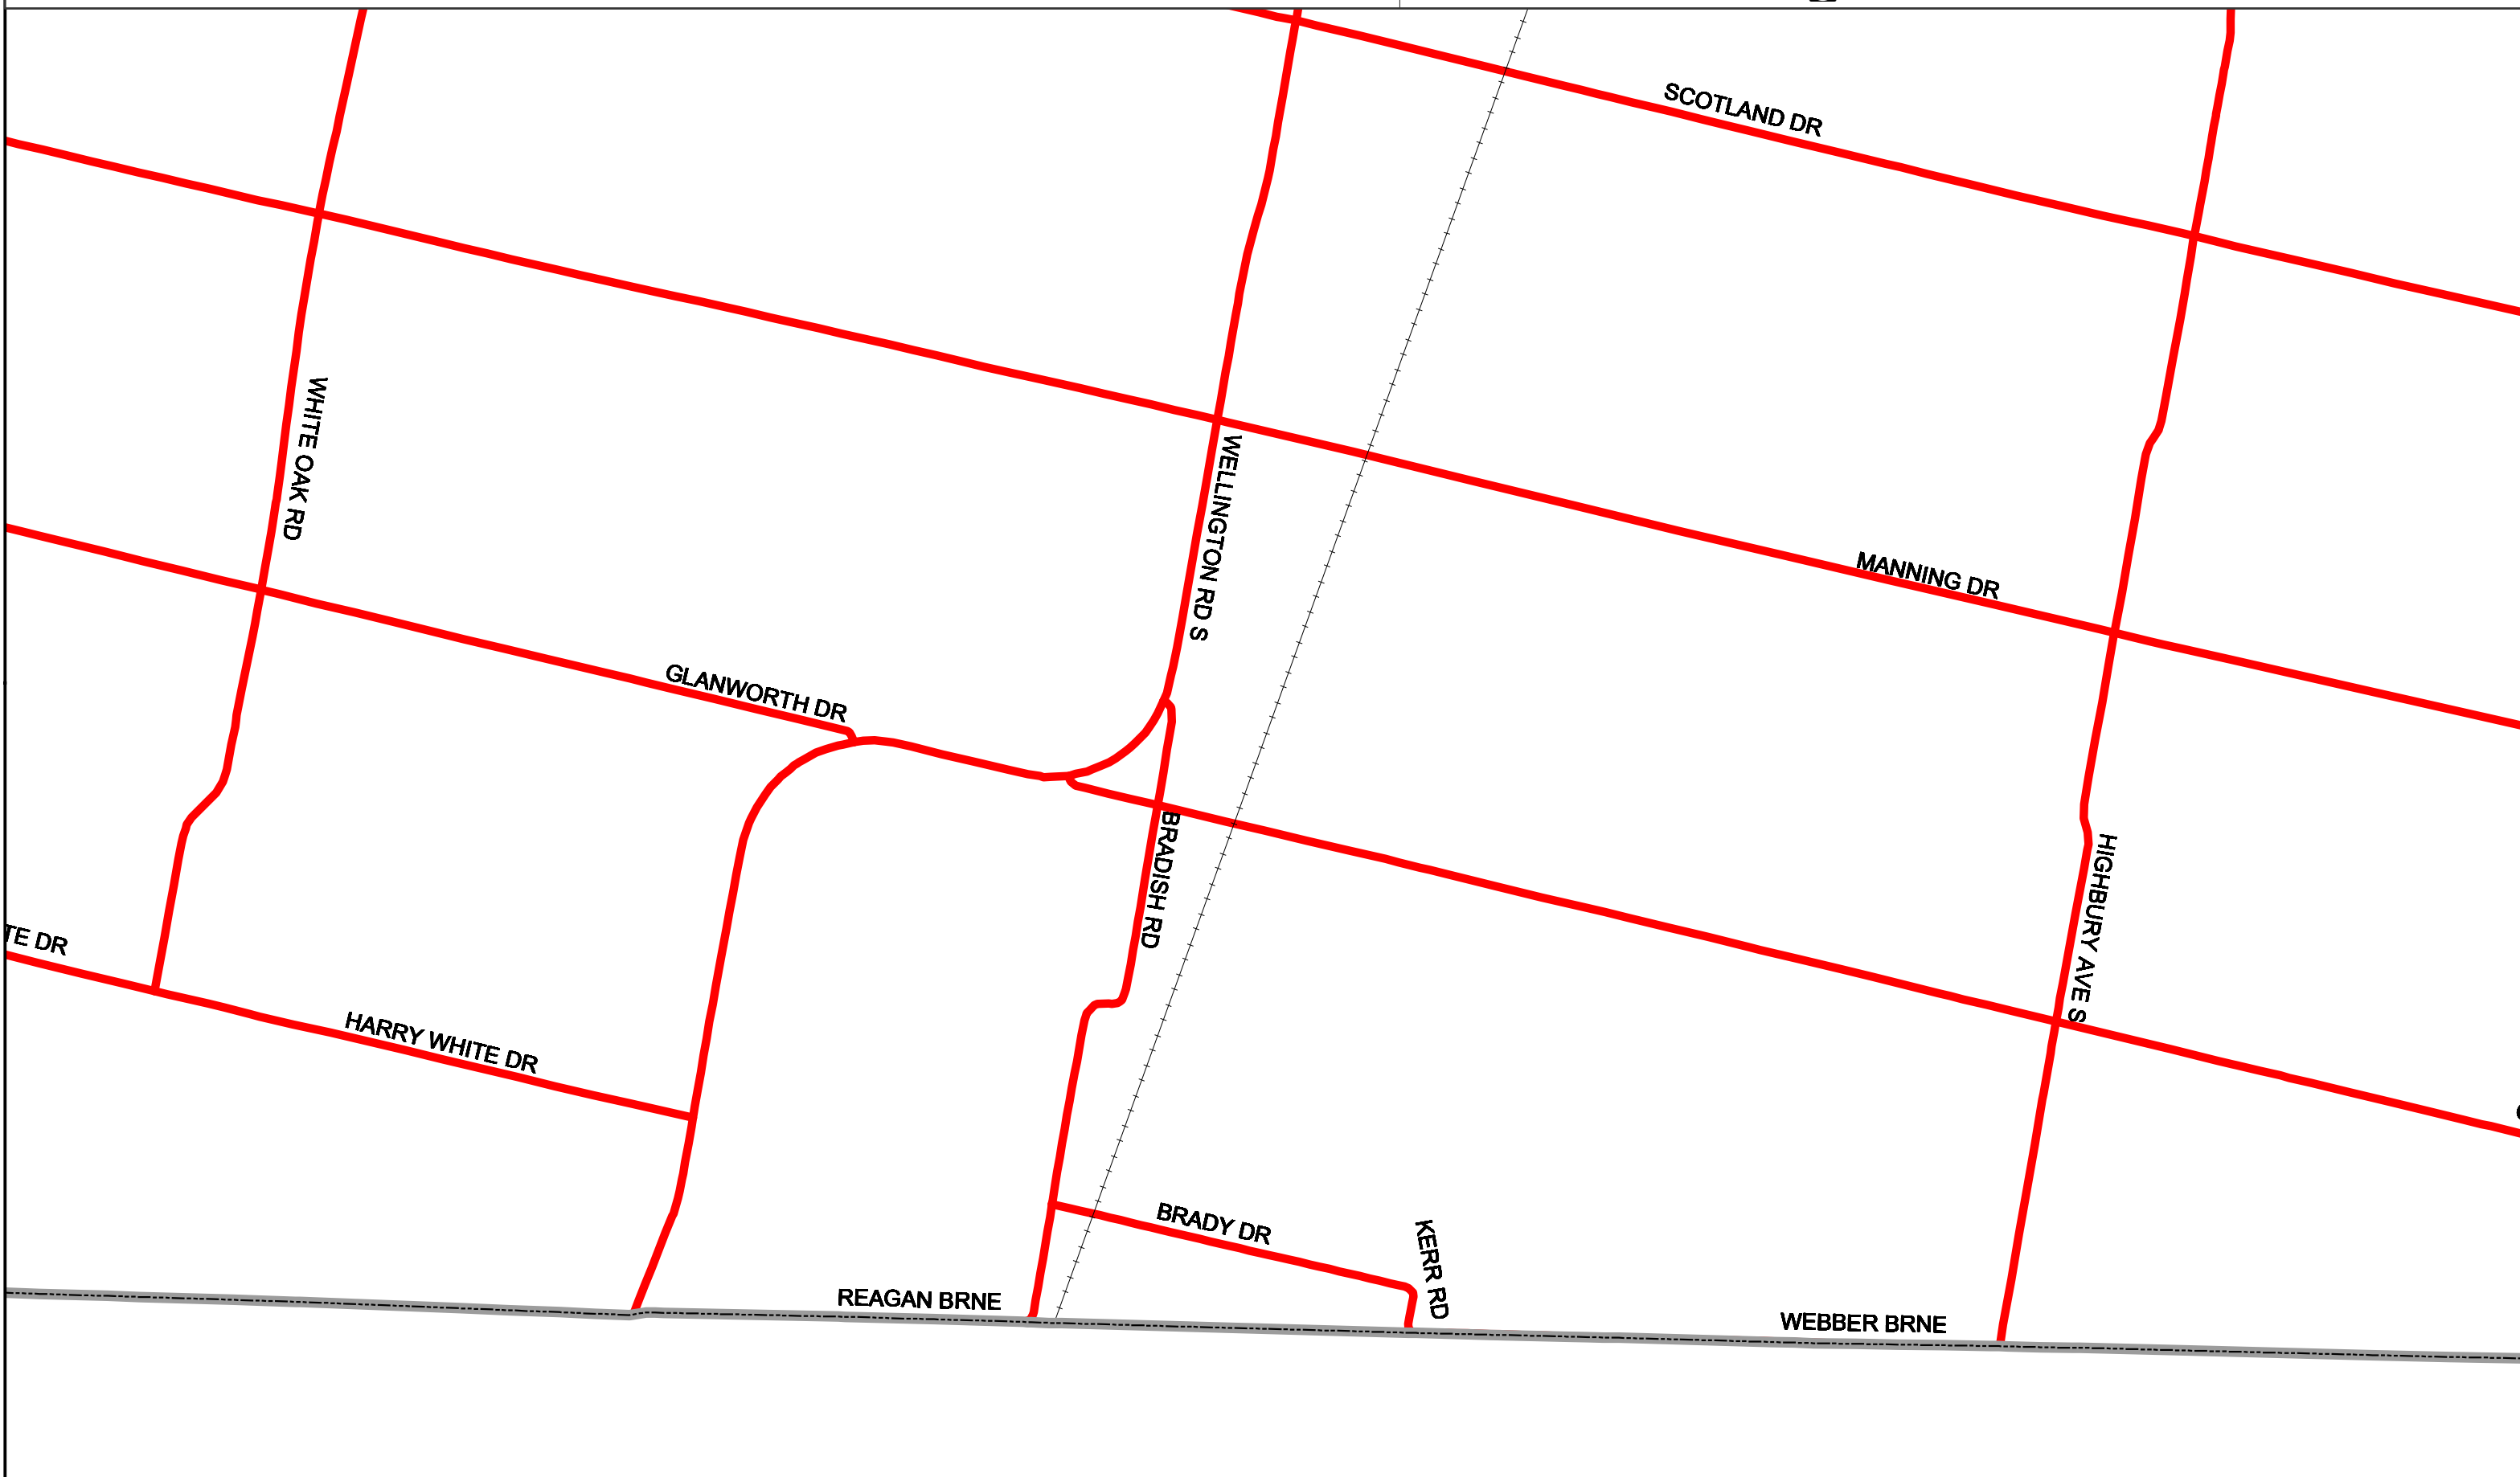 SCOTLAND DR
WHITE OAK RD
WELLINGTON RD S
MANNING DR
GLANWORTH DR
BRADISH RD
HIGHBURY AVE S
TE DR
HARRY WHITE DR
BRADY DR
KERR RD
REAGAN BRNE
WEBBER BRNE